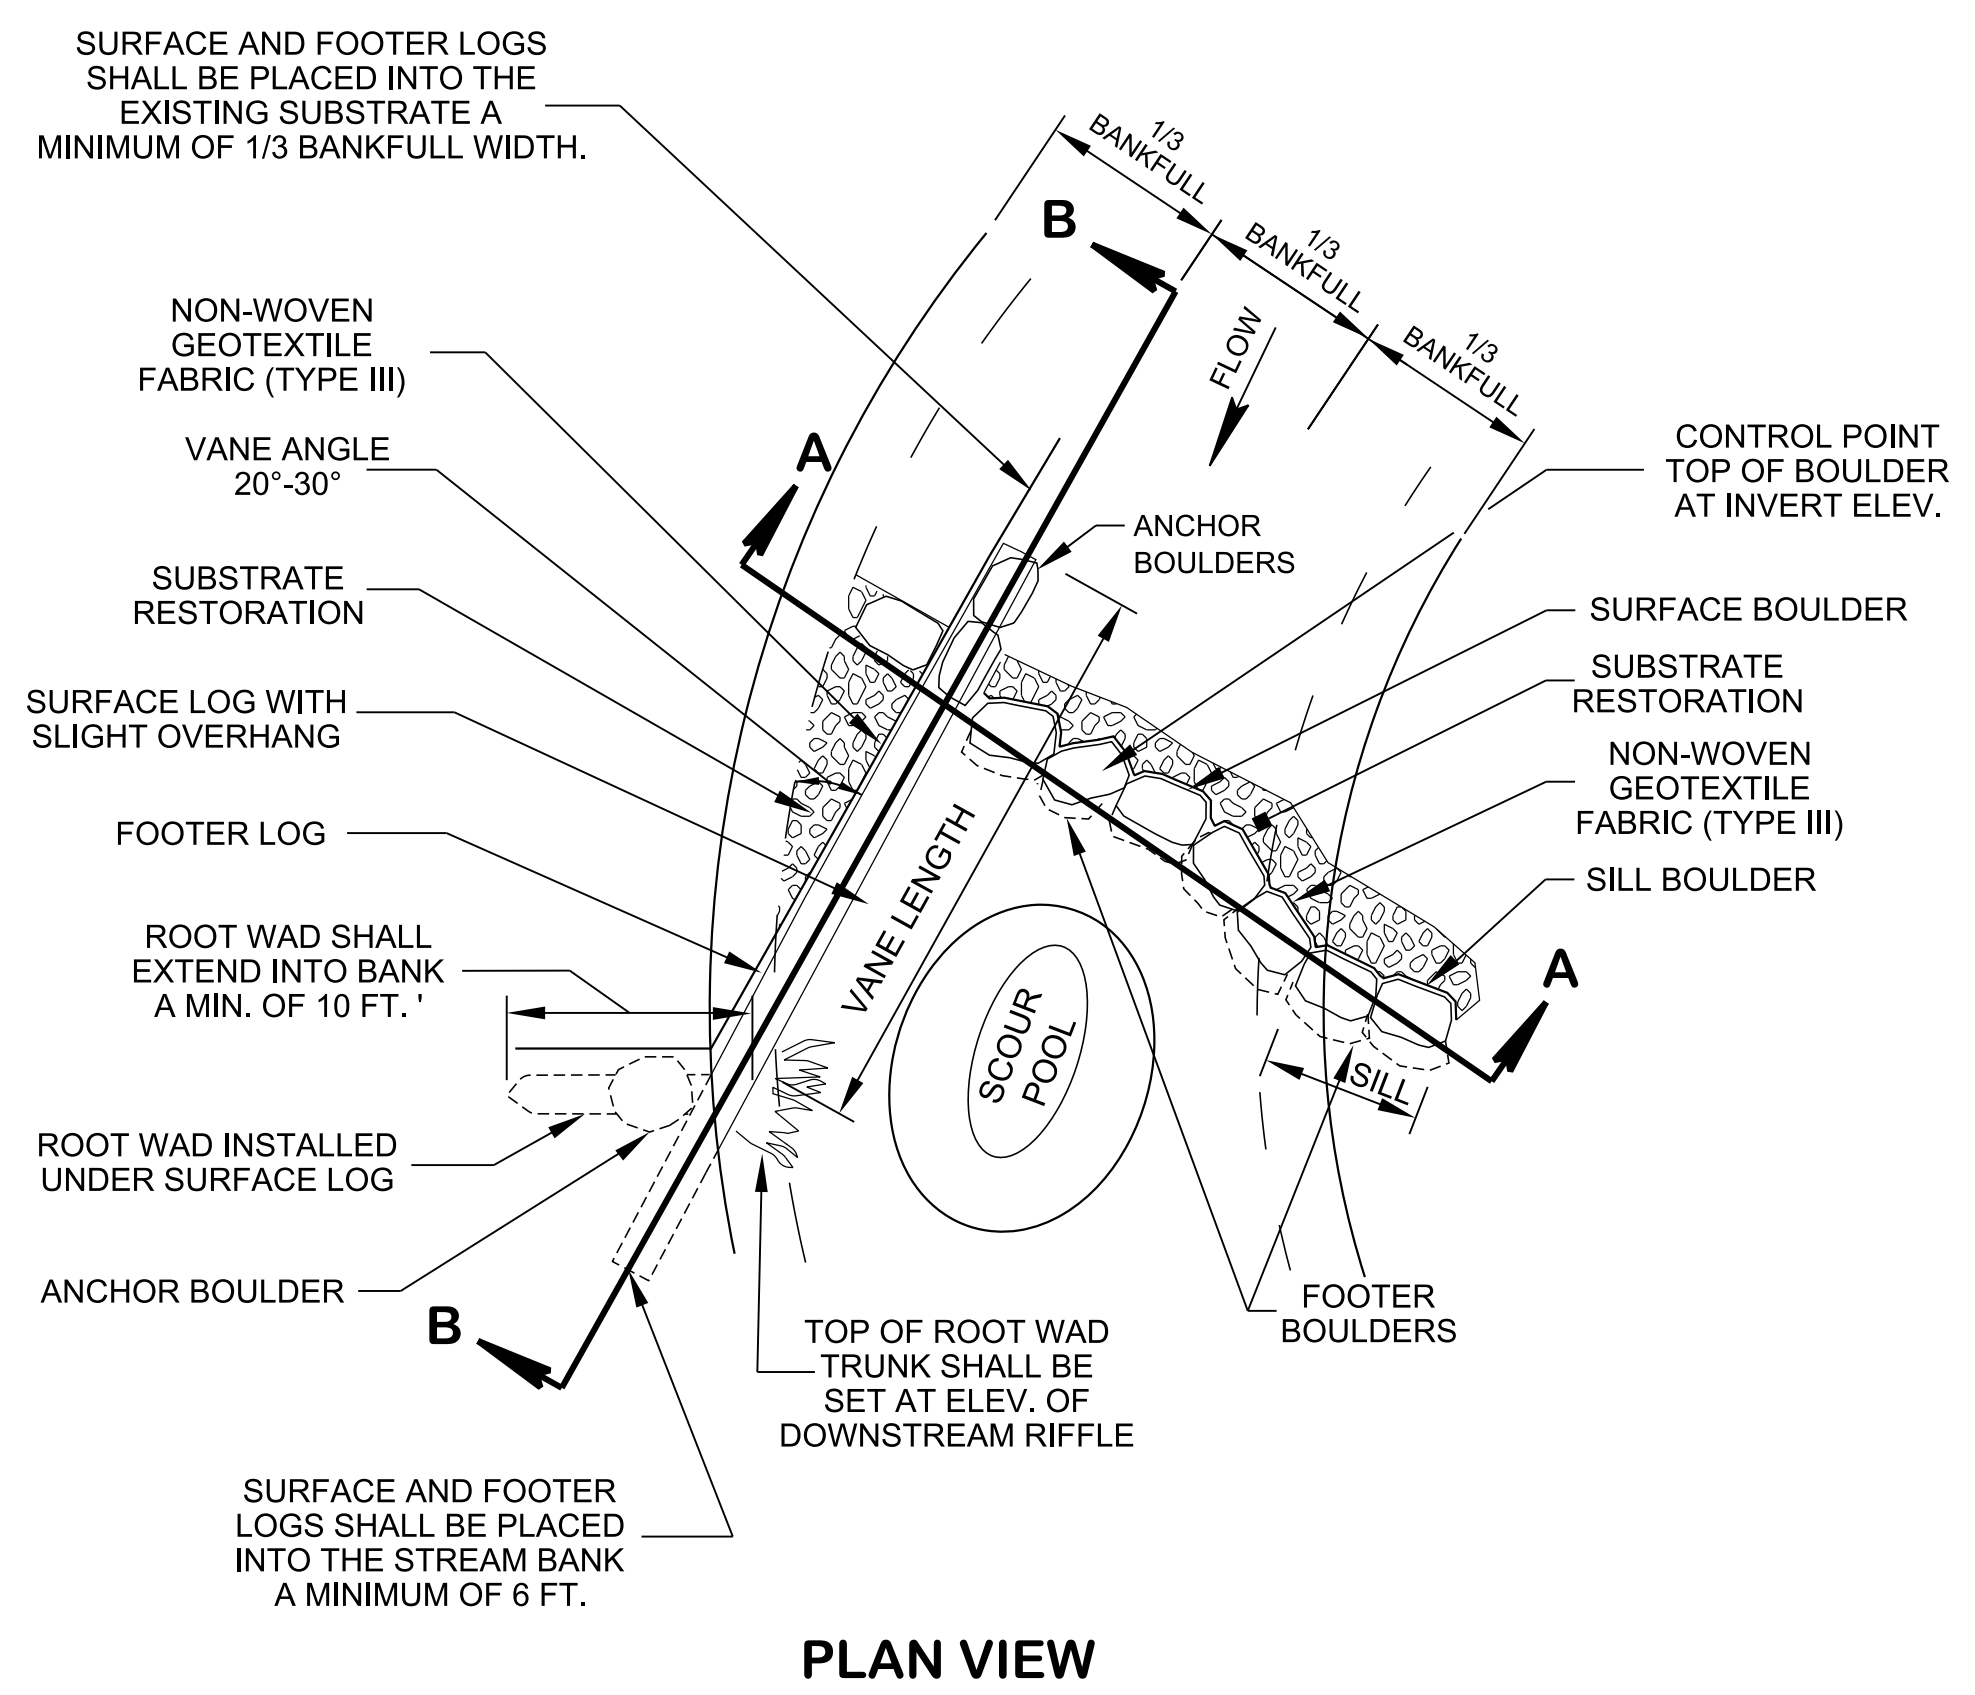 SURFACE AND FOOTER LOGS
SHALL BE PLACED INTO THE
EXISTING SUBSTRATE A
MINIMUM OF 1/3 BANKFULL WIDTH.
1/3
BANKFULL
1/3
BANKFULL
1/3
BANKFULL
B
FLOW
NON-WOVEN
GEOTEXTILE
FABRIC (TYPE III)
VANE ANGLE
20°-30°
A
CONTROL POINT
TOP OF BOULDER
AT INVERT ELEV.
ANCHOR
BOULDERS
SUBSTRATE
RESTORATION
SURFACE BOULDER
SUBSTRATE
RESTORATION
SURFACE LOG WITH
SLIGHT OVERHANG
NON-WOVEN
GEOTEXTILE
FABRIC (TYPE III)
FOOTER LOG
SILL BOULDER
VANE LENGTH
ROOT WAD SHALL
EXTEND INTO BANK
A MIN. OF 10 FT. '
A
SCOUR
POOL
SILL
ROOT WAD INSTALLED
UNDER SURFACE LOG
ANCHOR BOULDER
B
FOOTER
BOULDERS
TOP OF ROOT WAD
TRUNK SHALL BE
SET AT ELEV. OF
DOWNSTREAM RIFFLE
SURFACE AND FOOTER
LOGS SHALL BE PLACED
INTO THE STREAM BANK
A MINIMUM OF 6 FT.
PLAN VIEW